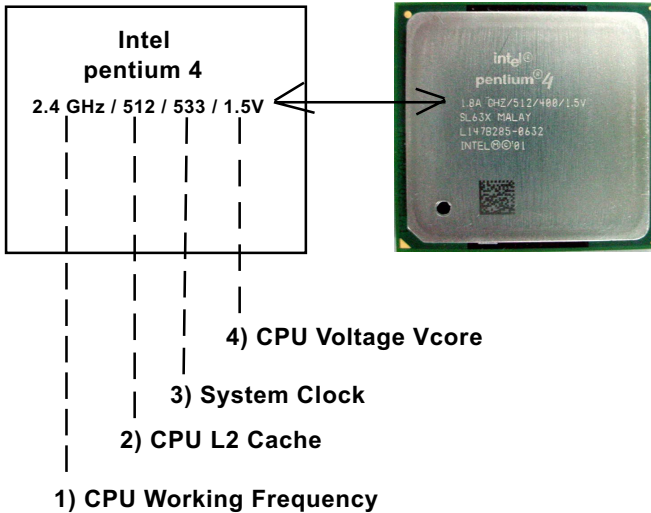 Intel
pentium 4
2.4 GHz / 512 / 533 / 1.5V
intel®
pentium®4
1.8A GHZ/512/400/1.5V
SL63X MALAY
L147B285-0632
INTEL®©'01
4) CPU Voltage Vcore
3) System Clock
2) CPU L2 Cache
1) CPU Working Frequency